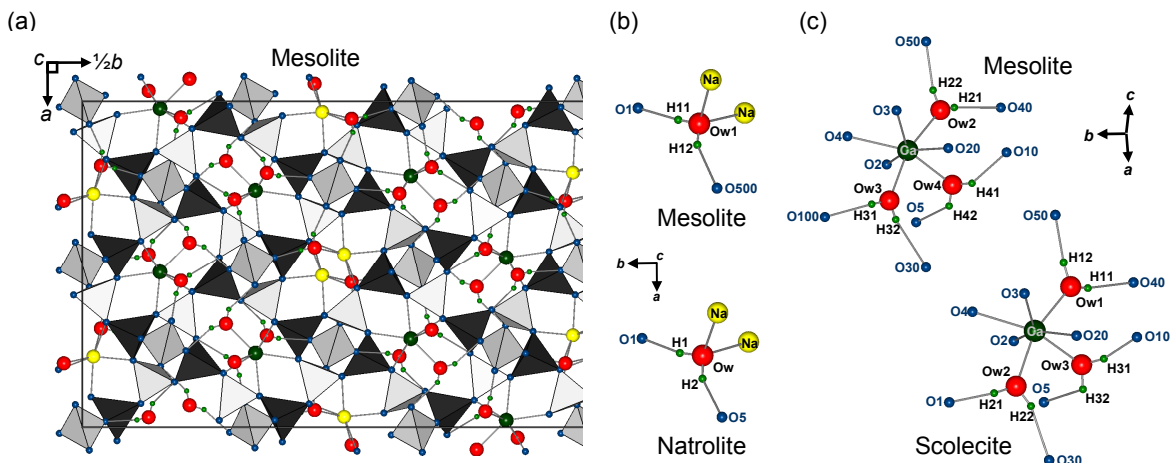 (a)
Mesolite
c
½b
a
(b)
Na
Na
O1
H11
Ow1
H12
O500
Mesolite
b
c
a
Na
Na
O1
H1
Ow
H2
O5
Natrolite
(c)
Mesolite
O50
H22
H21
O3
Ow2
O40
c
b
a
O4
Ca
O20
O10
O2
Ow3
Ow4
H41
O5
H42
O100
H31
H32
O30
O50
H12
H11
O3
Ow1
O40
O4
Ca
O20
O10
O2
Ow2
Ow3
H31
O5
H32
O1
H21
H22
O30
Scolecite